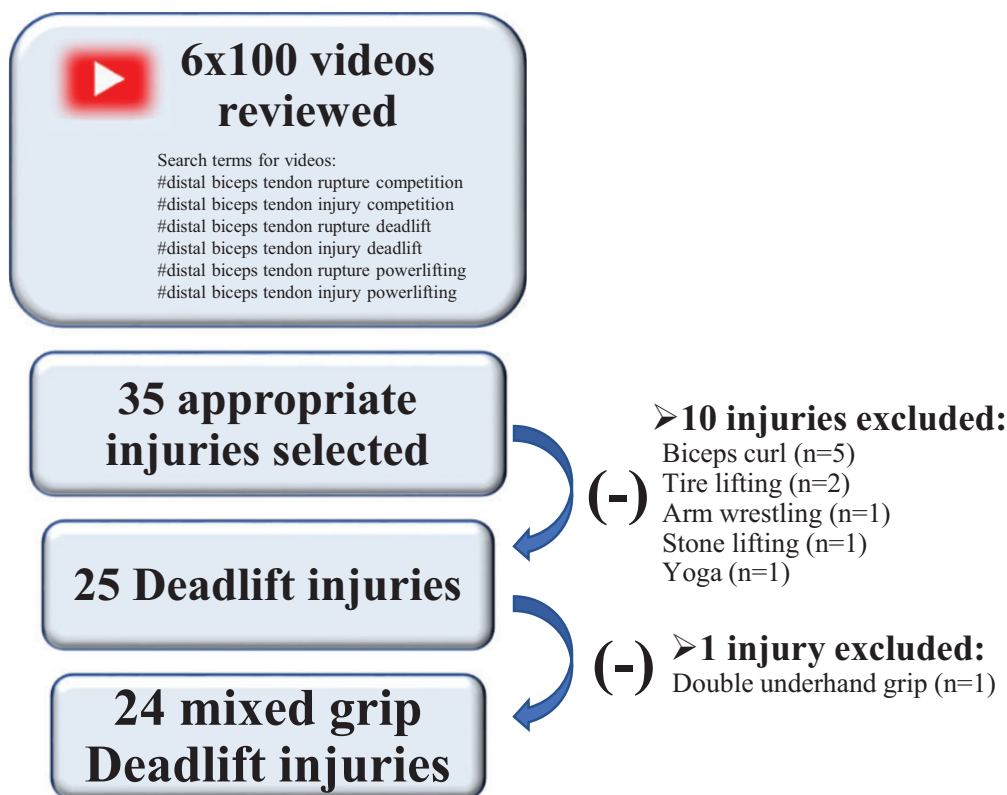 6x100 videos
reviewed
Search terms for videos:
#distal biceps tendon rupture competition
#distal biceps tendon injury competition
#distal biceps tendon rupture deadlift
#distal biceps tendon injury deadlift
#distal biceps tendon rupture powerlifting
#distal biceps tendon injury powerlifting
35 appropriate
injuries selected
(-)
➢10 injuries excluded:
Biceps curl (n=5)
Tire lifting (n=2)
Arm wrestling (n=1)
Stone lifting (n=1)
Yoga (n=1)
25 Deadlift injuries
(-)
➢1 injury excluded:
Double underhand grip (n=1)
24 mixed grip
Deadlift injuries